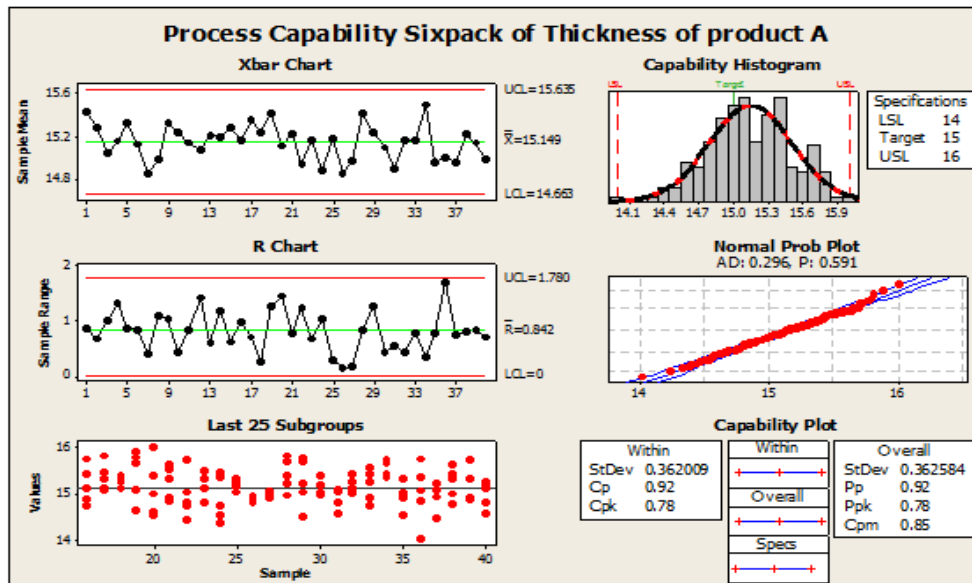 Process Capability Sixpack of Thickness of product A
Xbar Chart
Sample Mean
15.6
15.2
14.8
1 5 9 13 17 21 25 29 33 37
UCL=15.635
X=15.149
LCL=14.663
Capability Histogram
LSL Target USL
14.1 14.4 14.7 15.0 15.3 15.6 15.9
Specifications
LSL 14
Target 15
USL 16
R Chart
Sample Range
2
1
0
1 5 9 13 17 21 25 29 33 37
UCL=1.780
R=0.842
LCL=0
Normal Prob Plot
AD: 0.296, P: 0.591
14 15 16
Last 25 Subgroups
Values
16
15
14
20 25 30 35 40
Sample
Capability Plot
Within
StDev 0.362009
Cp 0.92
Cpk 0.78
Within
Overall
Specs
Overall
StDev 0.362584
Pp 0.92
Ppk 0.78
Cpm 0.85